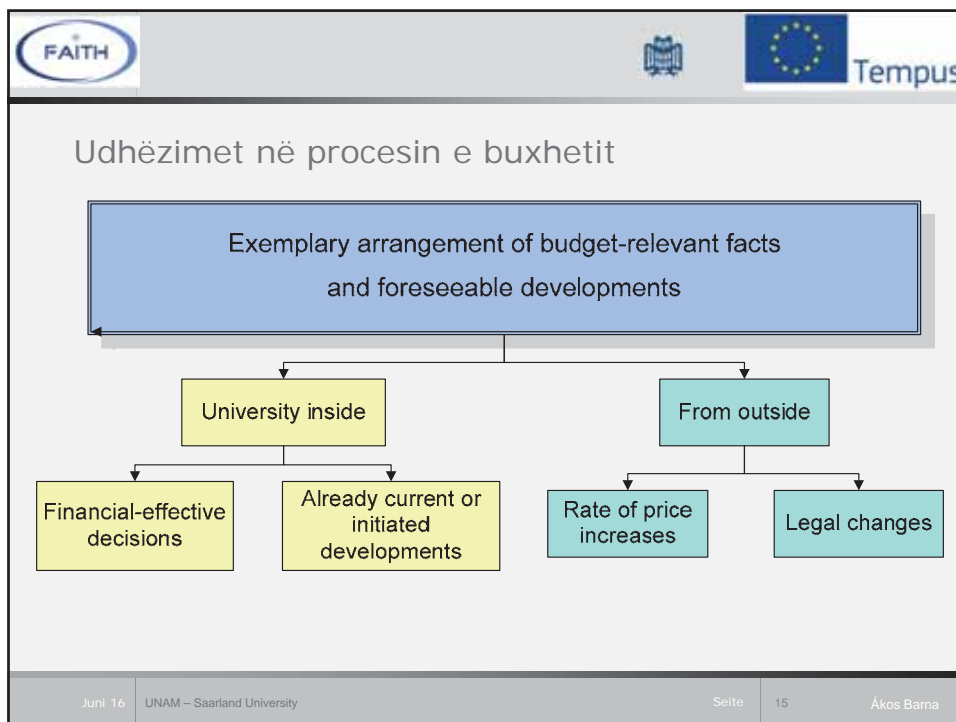 FAITH
Tempus
Udhëzimet në procesin e buxhetit
Exemplary arrangement of budget-relevant facts
and foreseeable developments
University inside
From outside
Financial-effective
decisions
Already current or
initiated
developments
Rate of price
increases
Legal changes
Juni 16 UNAM – Saarland University Seite 15 Ákos Barna